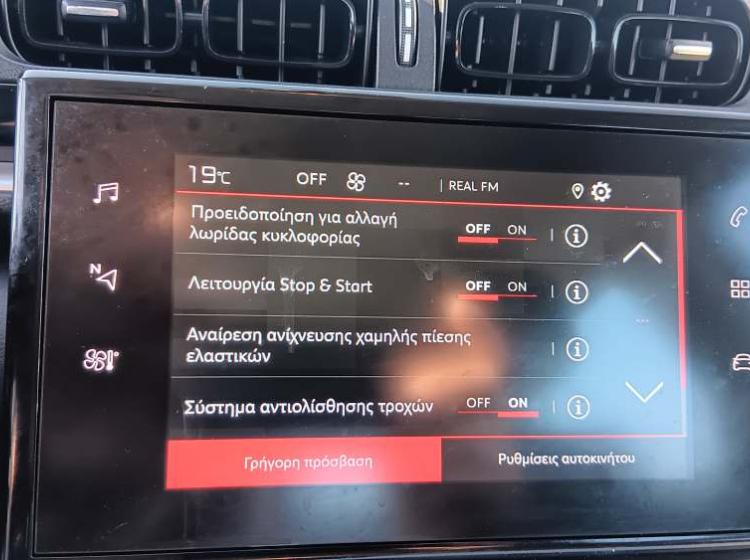 19°C OFF -- REAL FM
Προειδοποίηση για αλλαγή
λωρίδας κυκλοφορίας
OFF ON
Λειτουργία Stop & Start
OFF ON
Αναίρεση ανίχνευσης χαμηλής πίεσης
ελαστικών
Σύστημα αντιολίσθησης τροχών
OFF ON
Γρήγορη πρόσβαση
Ρυθμίσεις αυτοκινήτου
N